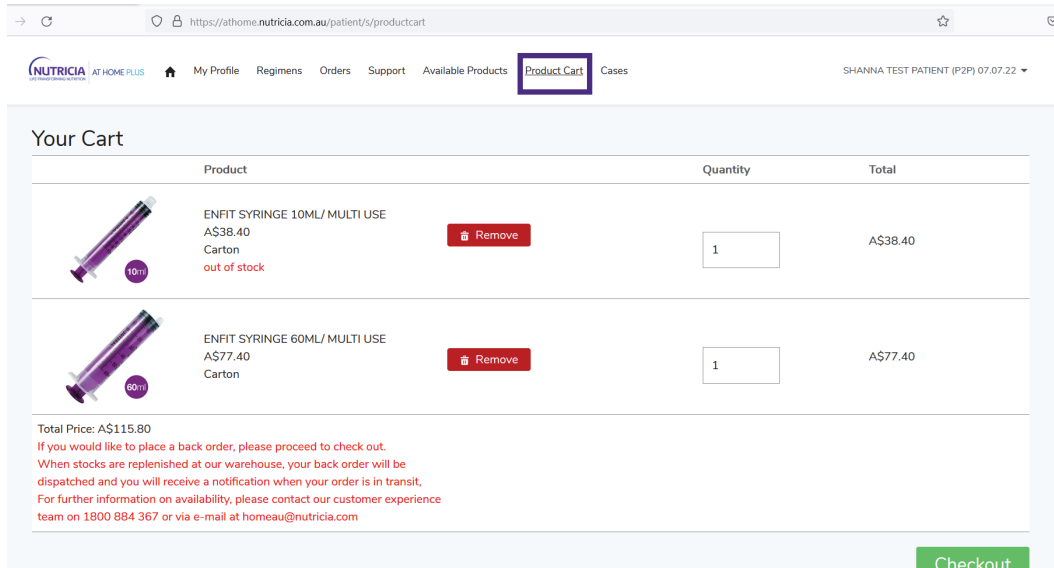 https://athome.nutricia.com.au/patient/s/productcart
NUTRICIA
LIFE-TRANSFORMING NUTRITION
AT HOME PLUS
My Profile Regimens Orders Support Available Products Product Cart Cases
SHANNA TEST PATIENT (P2P) 07.07.22
Your Cart
Product Quantity Total
ENFIT SYRINGE 10ML/ MULTI USE
A$38.40
Carton
out of stock
Remove
1
A$38.40
10ml
ENFIT SYRINGE 60ML/ MULTI USE
A$77.40
Carton
Remove
1
A$77.40
60ml
Total Price: A$115.80
If you would like to place a back order, please proceed to check out.
When stocks are replenished at our warehouse, your back order will be
dispatched and you will receive a notification when your order is in transit,
For further information on availability, please contact our customer experience
team on 1800 884 367 or via e-mail at homeau@nutricia.com
Checkout